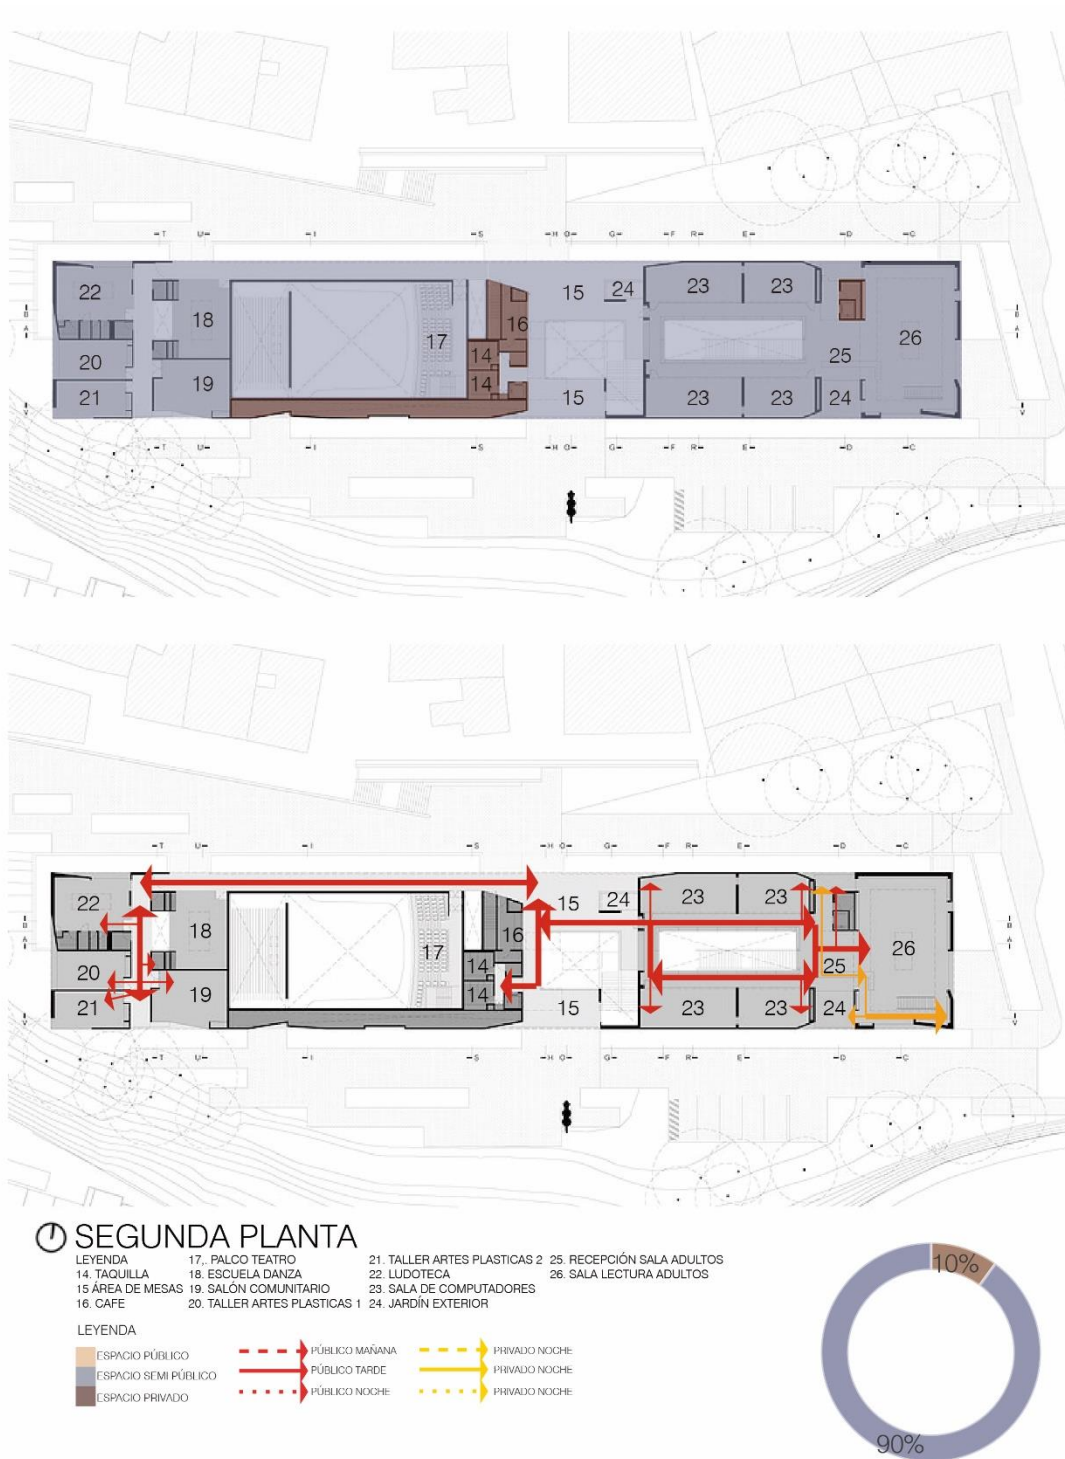 T U I S H O G F R E D C
22 18 17 16 15 24 23 23 26
14
20 19 14 25
21 15 23 23 24
B
A
B
A
V
V
T U I S H O G F R E D C
T U I S H O G F R E D C
22 18 17 16 15 24 23 23 26
14
20 19 14 25
21 15 23 23 24
B
A
B
A
V
V
T U I S H O G F R E D C
SEGUNDA PLANTA
LEYENDA
14. TAQUILLA
15 ÁREA DE MESAS
16. CAFE
17,. PALCO TEATRO
18. ESCUELA DANZA
19. SALÓN COMUNITARIO
20. TALLER ARTES PLASTICAS 1
21. TALLER ARTES PLASTICAS 2
22. LUDOTECA
23. SALA DE COMPUTADORES
24. JARDÍN EXTERIOR
25. RECEPCIÓN SALA ADULTOS
26. SALA LECTURA ADULTOS
LEYENDA
ESPACIO PÚBLICO
ESPACIO SEMI PÚBLICO
ESPACIO PRIVADO
PÚBLICO MAÑANA
PÚBLICO TARDE
PÚBLICO NOCHE
PRIVADO NOCHE
PRIVADO NOCHE
PRIVADO NOCHE
10%
90%